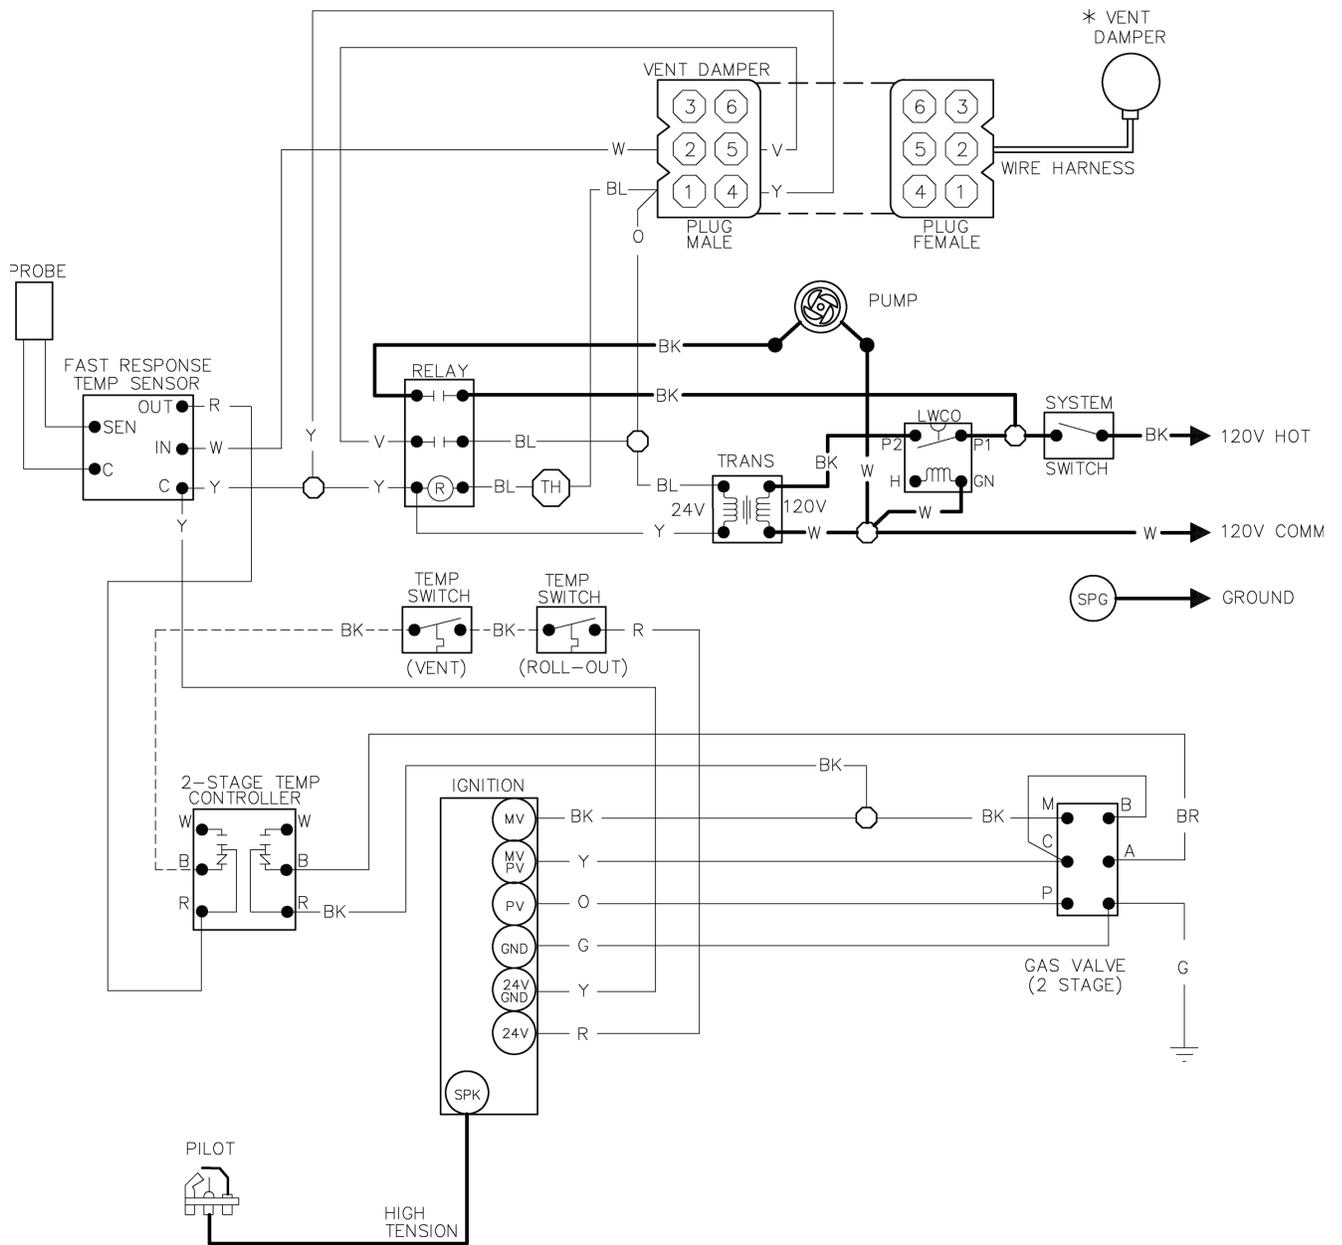 * VENT
DAMPER
VENT DAMPER
3 6
6 3
W
2 5
V
5 2
WIRE HARNESS
BL
1 4
Y
4 1
O
PLUG
MALE
PLUG
FEMALE
PROBE
PUMP
FAST RESPONSE
TEMP SENSOR
RELAY
BK
BK
OUT
R
SEN
IN
W
C
C
Y
Y
Y
Y
V
BL
R
BL
TH
TRANS
BL
24V
120V
Y
W
BK
W
LWCO
P2
P1
H
GN
W
SYSTEM
SWITCH
BK
120V HOT
W
120V COMM
SPG
GROUND
TEMP
SWITCH
TEMP
SWITCH
BK
BK
R
(VENT)
(ROLL-OUT)
2-STAGE TEMP
CONTROLLER
W
W
B
B
R
R
BK
IGNITION
BK
MV
BK
BK
MV
PV
Y
PV
O
GND
G
24V
GND
Y
24V
R
SPK
M
B
C
A
P
BR
GAS VALVE
(2 STAGE)
G
PILOT
HIGH
TENSION